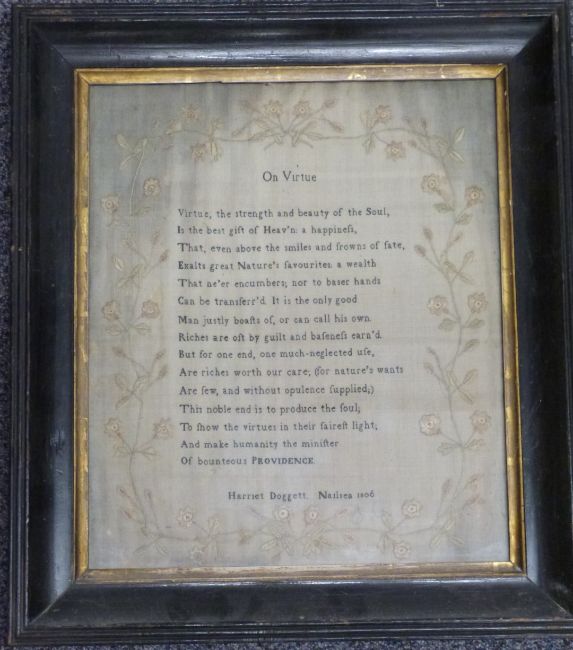 On Virtue
Virtue, the strength and beauty of the Soul,
Is the best gift of Heav'n: a happineſs,
That, even above the smiles and frowns of fate,
Exalts great Nature's favourites: a wealth
That ne'er encumbers; nor to baser hands
Can be transferr'd. It is the only good
Man justly boaſts of, or can call his own.
Riches are oft by guilt and baſeneſs earn'd.
But for one end, one much-neglected uſe,
Are riches worth our care; (for nature's wants
Are few, and without opulence supplied;)
This noble end is to produce the ſoul;
To ſhow the virtues in their faireſt light;
And make humanity the miniſter
Of bounteous PROVIDENCE.
Harriet Doggett. Nailsea 1806